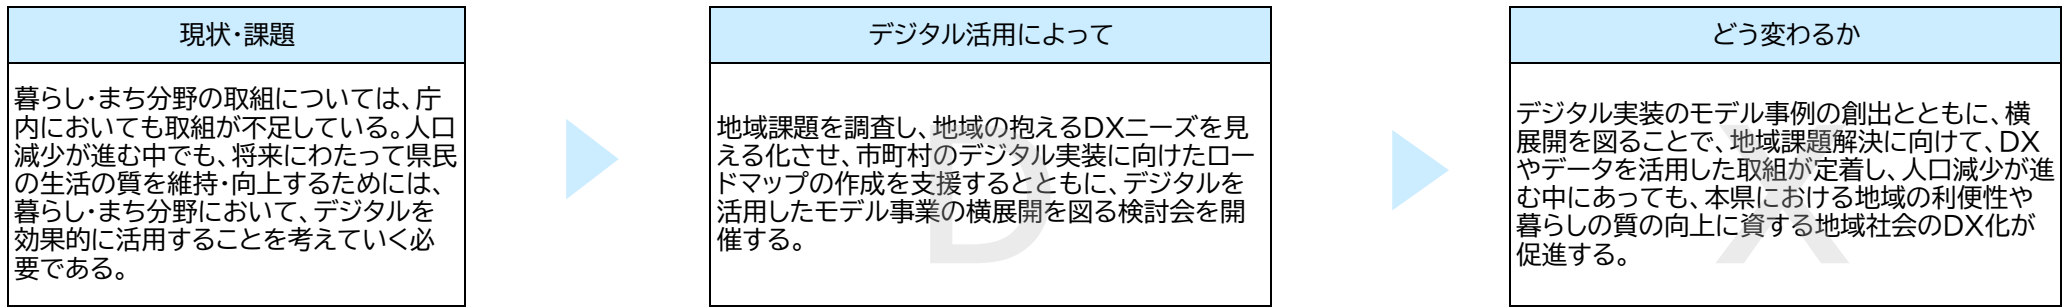 現状・課題
暮らし・まち分野の取組については、庁
内においても取組が不足している。人口
減少が進む中でも、将来にわたって県民
の生活の質を維持・向上するためには、
暮らし・まち分野において、デジタルを
効果的に活用することを考えていく必
要である。
デジタル活用によって
地域課題を調査し、地域の抱えるDXニーズを見
える化させ、市町村のデジタル実装に向けたロー
ドマップの作成を支援するとともに、デジタルを
活用したモデル事業の横展開を図る検討会を開
催する。
D
どう変わるか
デジタル実装のモデル事例の創出とともに、横
展開を図ることで、地域課題解決に向けて、DX
やデータを活用した取組が定着し、人口減少が進
む中にあっても、本県における地域の利便性や
暮らしの質の向上に資する地域社会のDX化が
促進する。
X